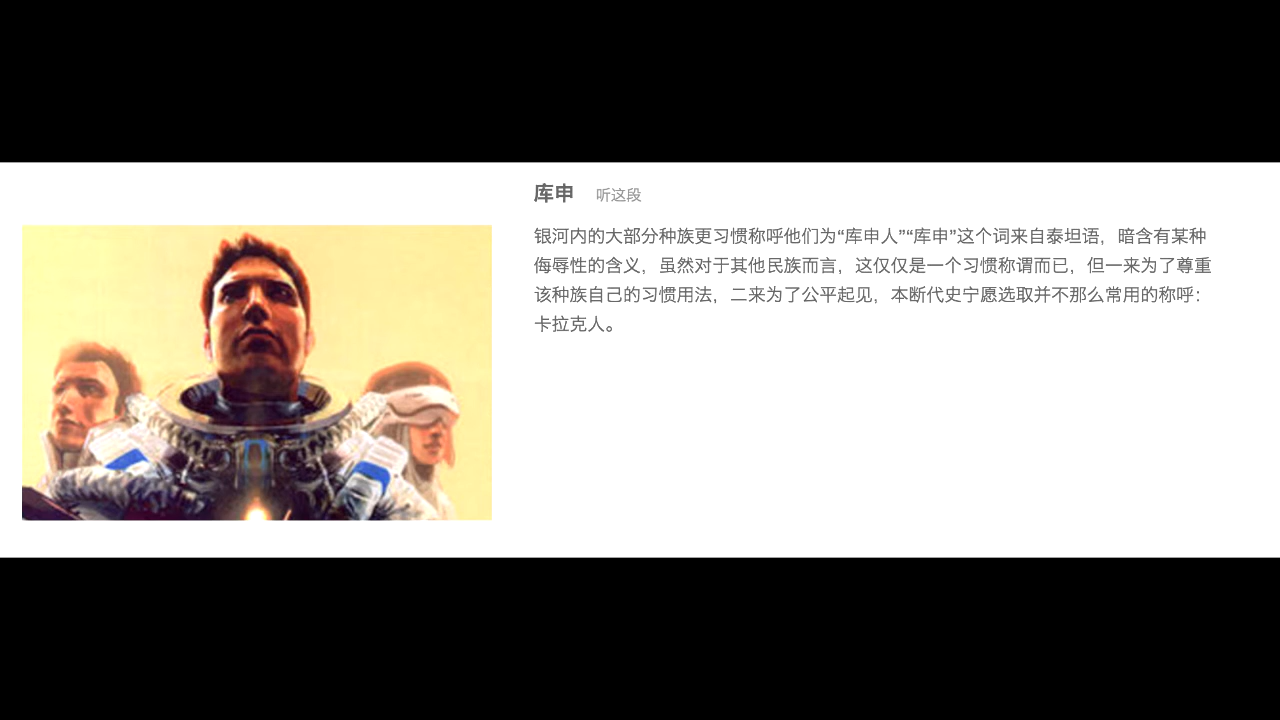 库申 听这段
银河内的大部分种族更习惯称呼他们为“库申人”“库申”这个词来自泰坦语，暗含有某种
侮辱性的含义，虽然对于其他民族而言，这仅仅是一个习惯称谓而已，但一来为了尊重
该种族自己的习惯用法，二来为了公平起见，本断代史宁愿选取并不那么常用的称呼：
卡拉克人。